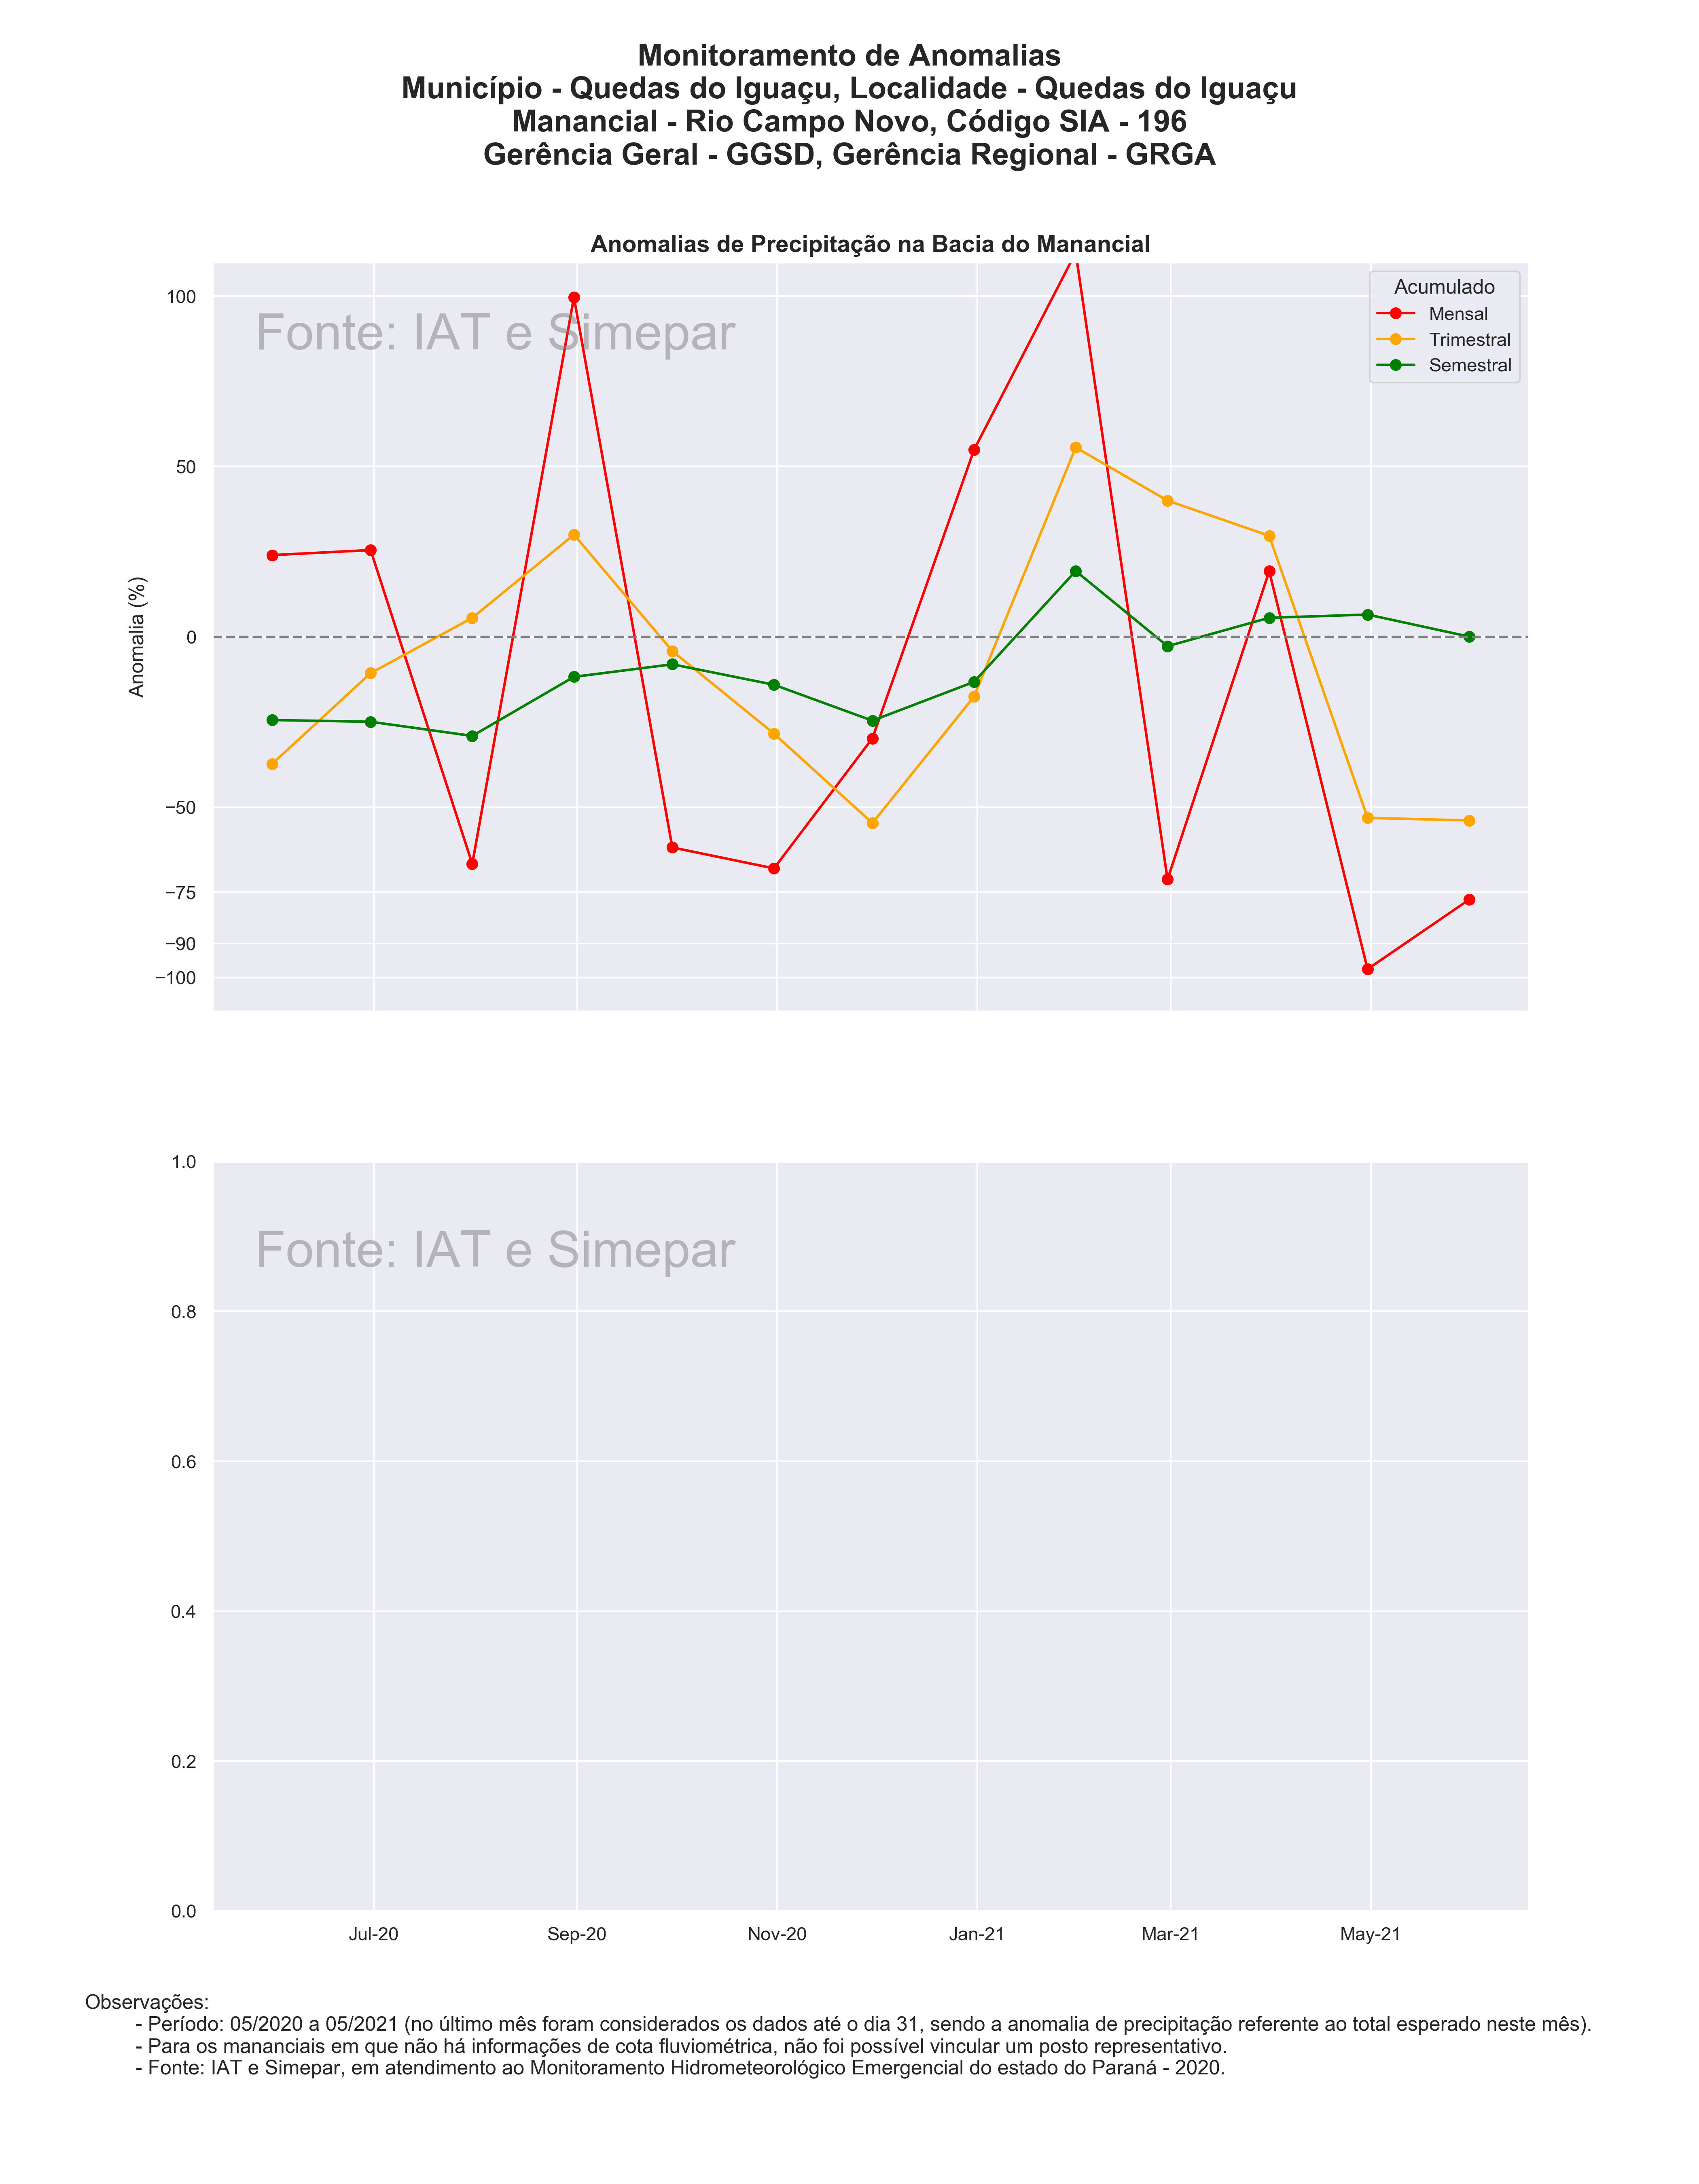 Monitoramento de Anomalias
Município - Quedas do Iguaçu, Localidade - Quedas do Iguaçu
Manancial - Rio Campo Novo, Código SIA - 196
Gerência Geral - GGSD, Gerência Regional - GRGA
Anomalias de Precipitação na Bacia do Manancial
Fonte: IAT e Simepar
Acumulado
Mensal
Trimestral
Semestral
Anomalia (%)
100
50
0
−50
−75
−90
−100
Fonte: IAT e Simepar
1.0
0.8
0.6
0.4
0.2
0.0
Jul-20 Sep-20 Nov-20 Jan-21 Mar-21 May-21
Observações:
- Período: 05/2020 a 05/2021 (no último mês foram considerados os dados até o dia 31, sendo a anomalia de precipitação referente ao total esperado neste mês).
- Para os mananciais em que não há informações de cota fluviométrica, não foi possível vincular um posto representativo.
- Fonte: IAT e Simepar, em atendimento ao Monitoramento Hidrometeorológico Emergencial do estado do Paraná - 2020.